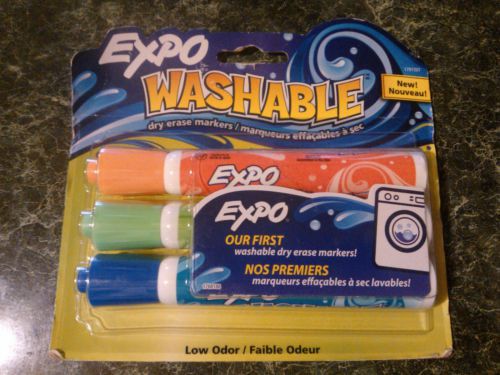 EXPO
WASHABLE
dry erase markers / marqueurs effaçables à sec
New!
Nouveau!
EXPO
EXPO
OUR FIRST
washable dry erase markers!
NOS PREMIERS
marqueurs effaçables à sec lavables!
EXPO
Low Odor / Faible Odeur